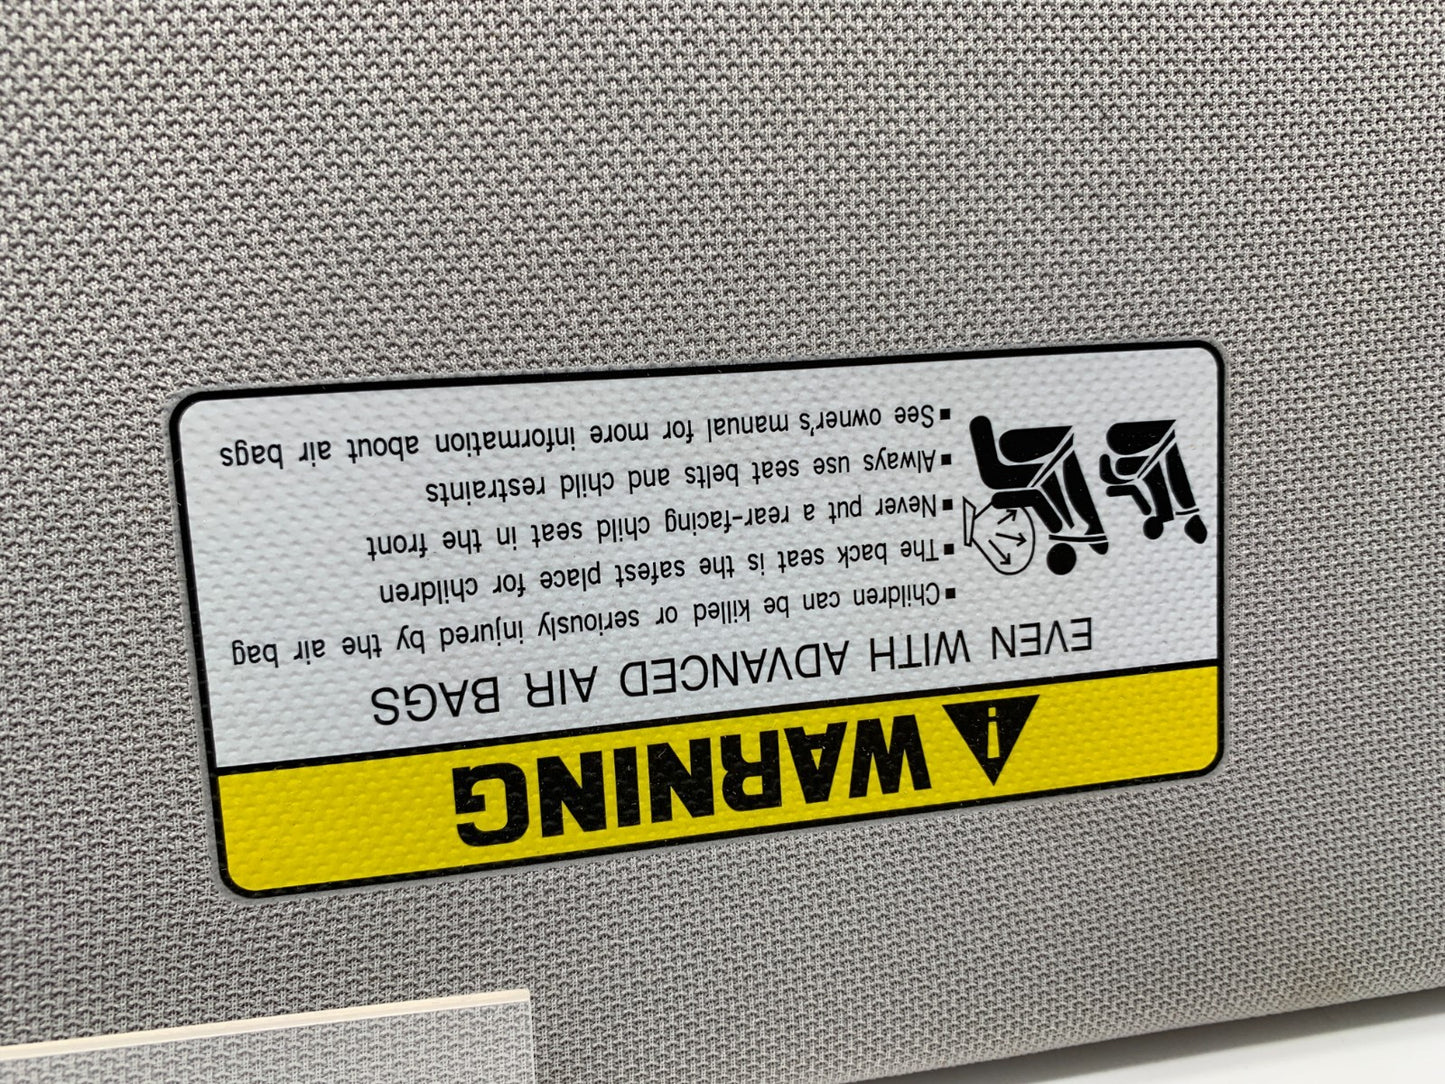 WARNING
EVEN WITH ADVANCED AIR BAGS
▪ Children can be killed or seriously injured by the air bag
▪ The back seat is the safest place for children
▪ Never put a rear-facing child seat in the front
▪ Always use seat belts and child restraints
▪ See owner's manual for more information about air bags